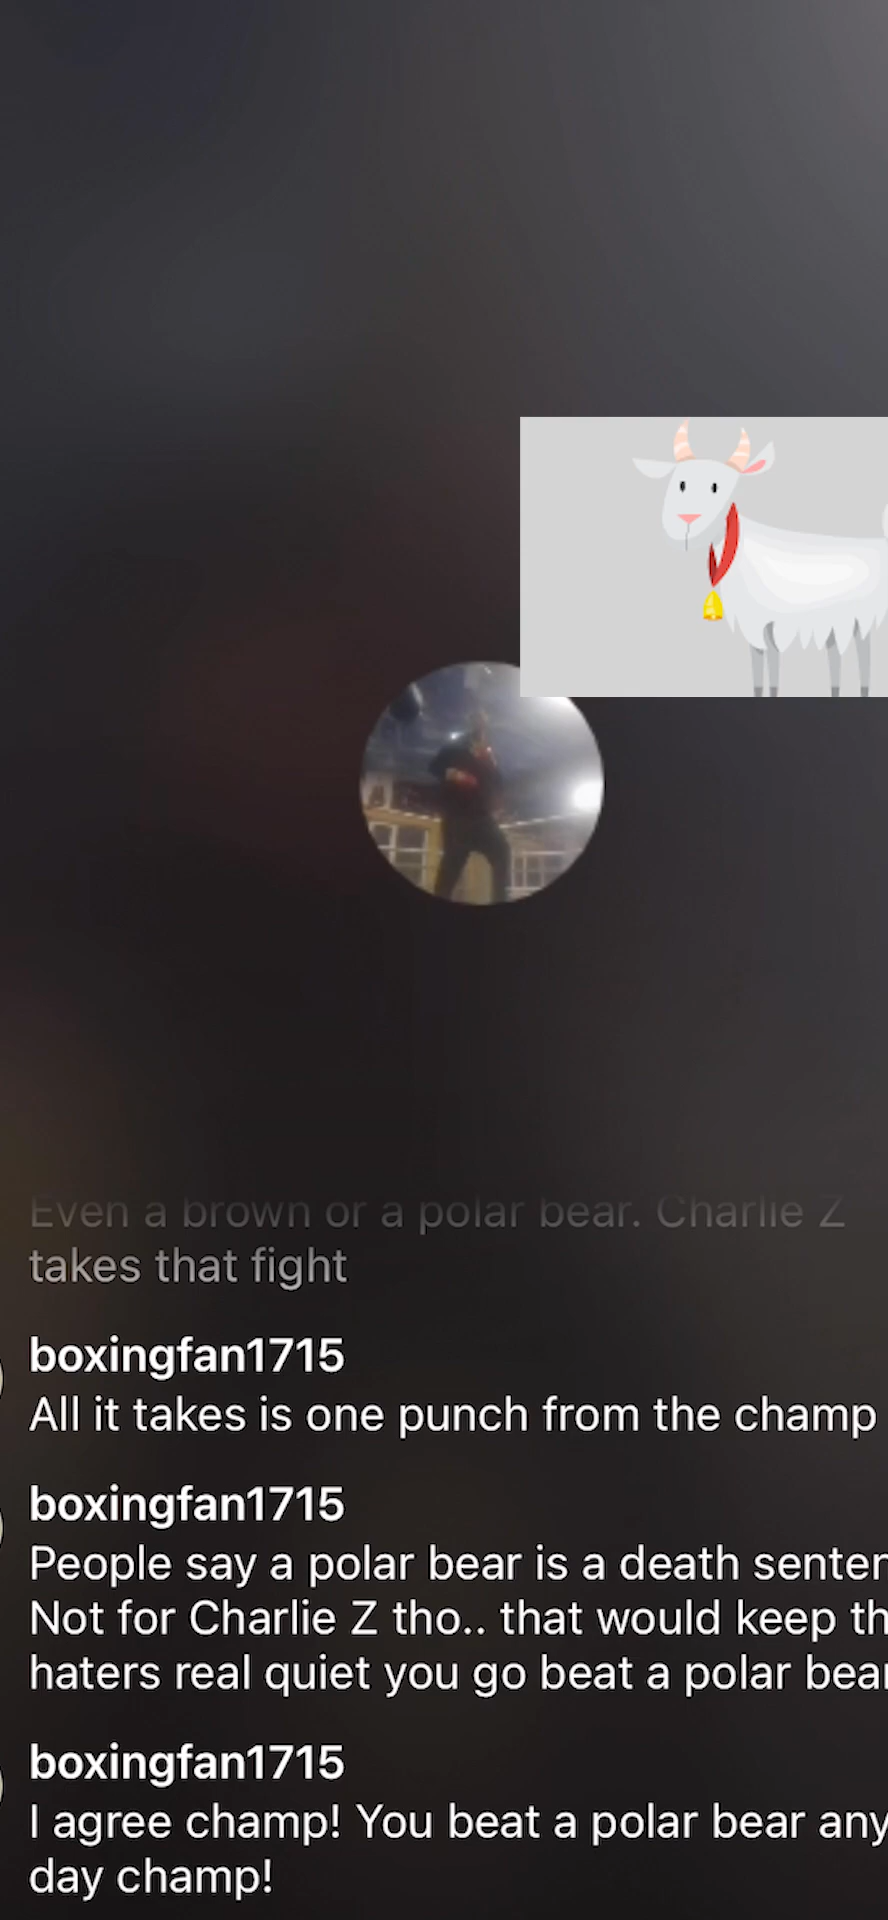 Even a brown or a polar bear. Charlie Z
takes that fight
boxingfan1715
All it takes is one punch from the champ
boxingfan1715
People say a polar bear is a death senten
Not for Charlie Z tho.. that would keep th
haters real quiet you go beat a polar bear
boxingfan1715
I agree champ! You beat a polar bear any
day champ!